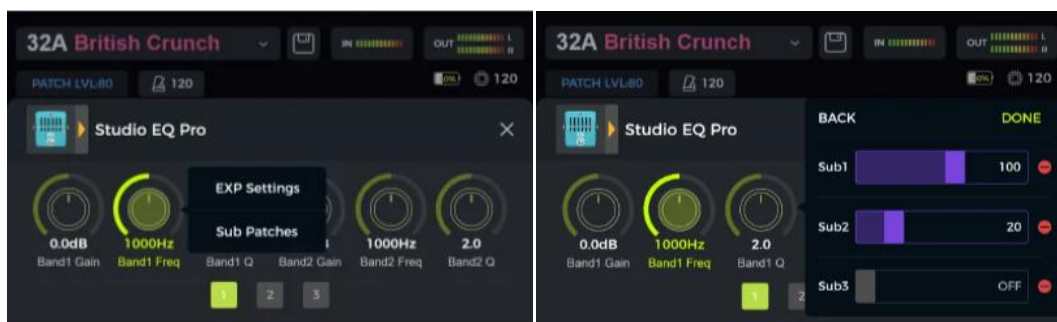 32A British Crunch
IN
OUT
L
R
PATCH LVL:80
120
0%
120
Studio EQ Pro
EXP Settings
Sub Patches
0.0dB
1000Hz
1000Hz
2.0
Band1 Gain
Band1 Freq
Band1 Q
Band2 Gain
Band2 Freq
Band2 Q
1
2
3
32A British Crunch
IN
OUT
L
R
PATCH LVL:80
120
0%
120
Studio EQ Pro
0.0dB
1000Hz
2.0
Band1 Gain
Band1 Freq
Band1 Q
1
2
BACK
DONE
Sub1
100
Sub2
20
Sub3
OFF